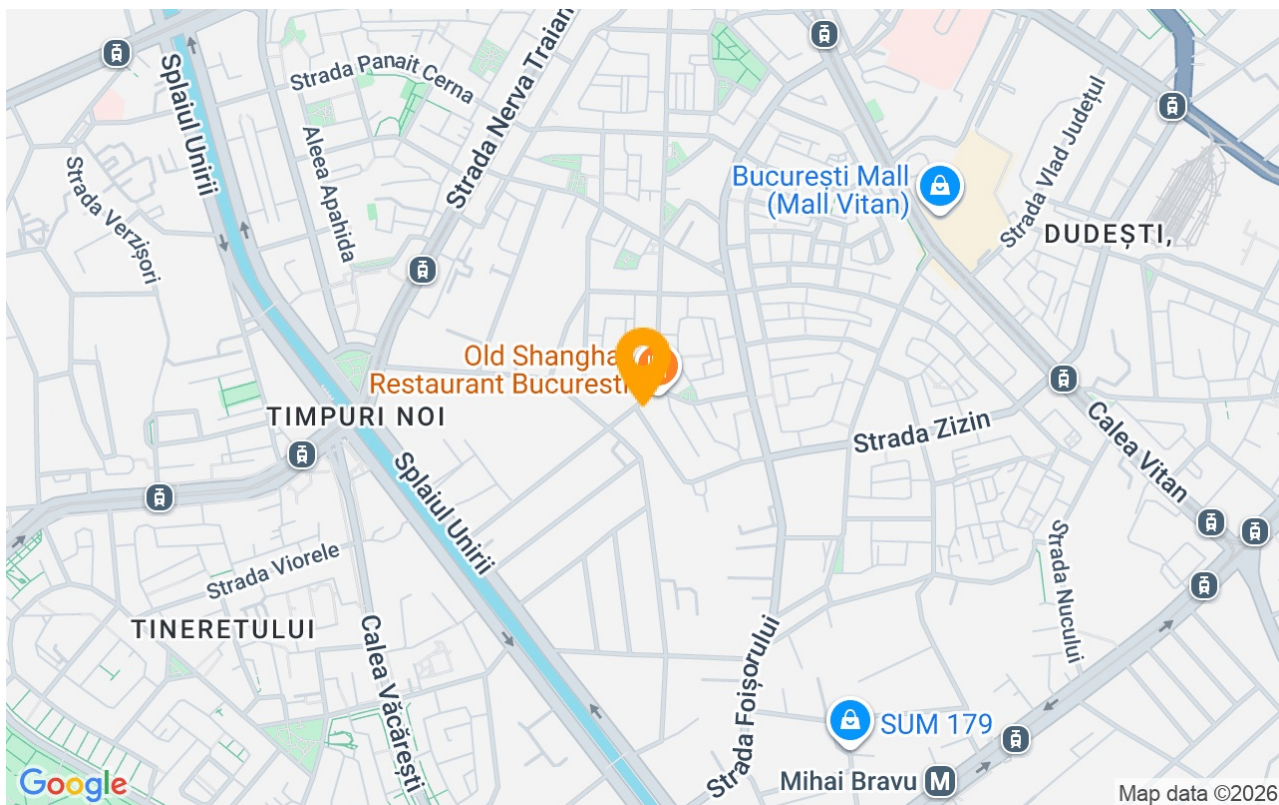 Splaiul Unirii
Strada Panait Cerna
Strada Nerva Traian
Aleea Apahida
Strada Verzișori
București Mall
(Mall Vitan)
Strada Vlad Județul
DUDEȘTI,
Old Shangha
Restaurant Bucuresti
TIMPURI NOI
Strada Zizin
Calea Vitan
Splaiul Unirii
Strada Viorele
Strada Nucului
TINERETULUI
Calea Văcărești
Strada Foișorului
SUM 179
Mihai Bravu M
Google
Map data ©2026